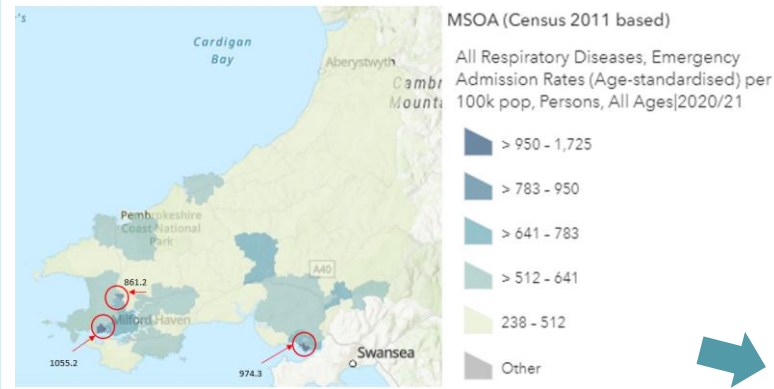 's
Cardigan
Bay
Aberystwyth
Cambr
Mount
Pembrokeshire
Coast National
Park
861.2
A40
Milford Haven
1055.2
974.3
Swansea
MSOA (Census 2011 based)
All Respiratory Diseases, Emergency
Admission Rates (Age-standardised) per
100k pop, Persons, All Ages|2020/21
> 950 - 1,725
> 783 - 950
> 641 - 783
> 512 - 641
238 - 512
Other